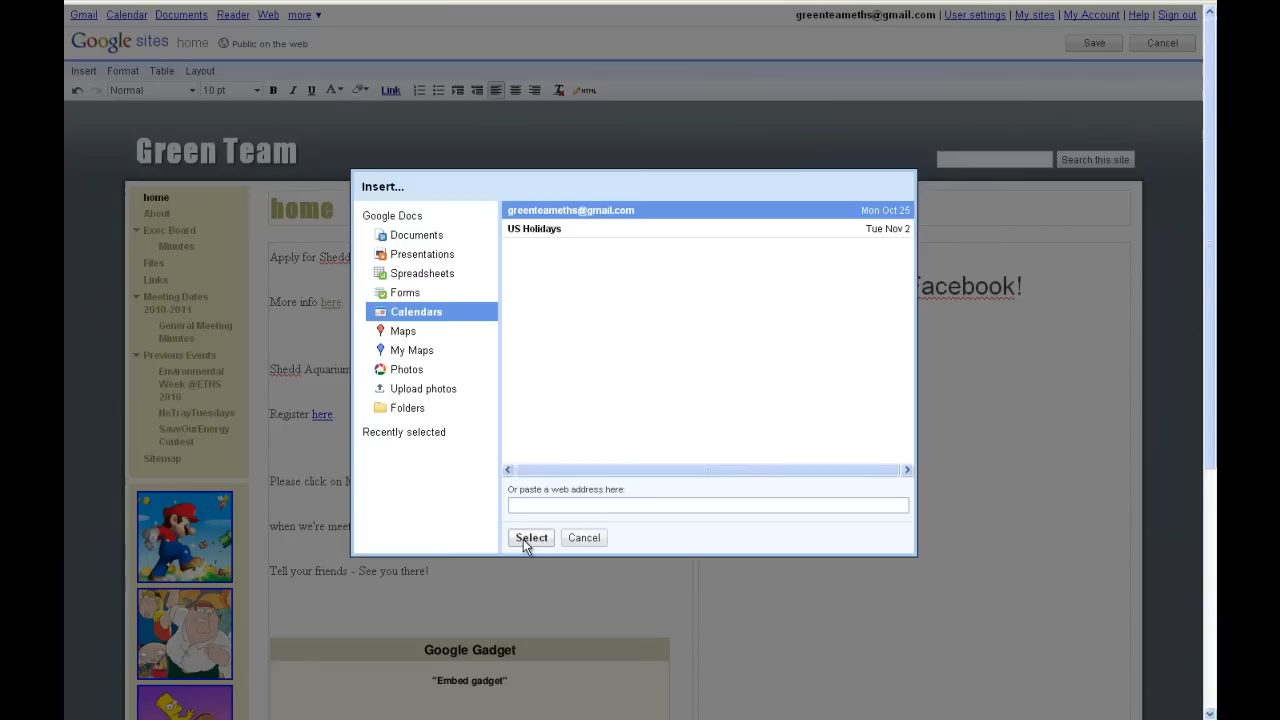 Gmail Calendar Documents Reader Web more ▼
greenteameths@gmail.com | User settings | My sites | My Account | Help | Sign out
Google sites home Public on the web
Save Cancel
Insert Format Table Layout
Normal 10 pt B I U A Link HTML
Green Team
Search this site
home
About
Exec Board
Minutes
Files
Links
Meeting Dates
2010-2011
General Meeting
Minutes
Previous Events
Environmental
Week @ETHS
2010
NoTrayTuesdays
SaveOurEnergy
Contest
Sitemap
home
Apply for Shedd
More info here.
Shedd Aquarium
Register here.
Please click on M
when we're meet
Tell your friends - See you there!
Google Gadget
"Embed gadget"
Facebook!
Insert...
Google Docs
Documents
Presentations
Spreadsheets
Forms
Calendars
Maps
My Maps
Photos
Upload photos
Folders
Recently selected
greenteameths@gmail.com Mon Oct 25
US Holidays Tue Nov 2
Or paste a web address here:
Select Cancel